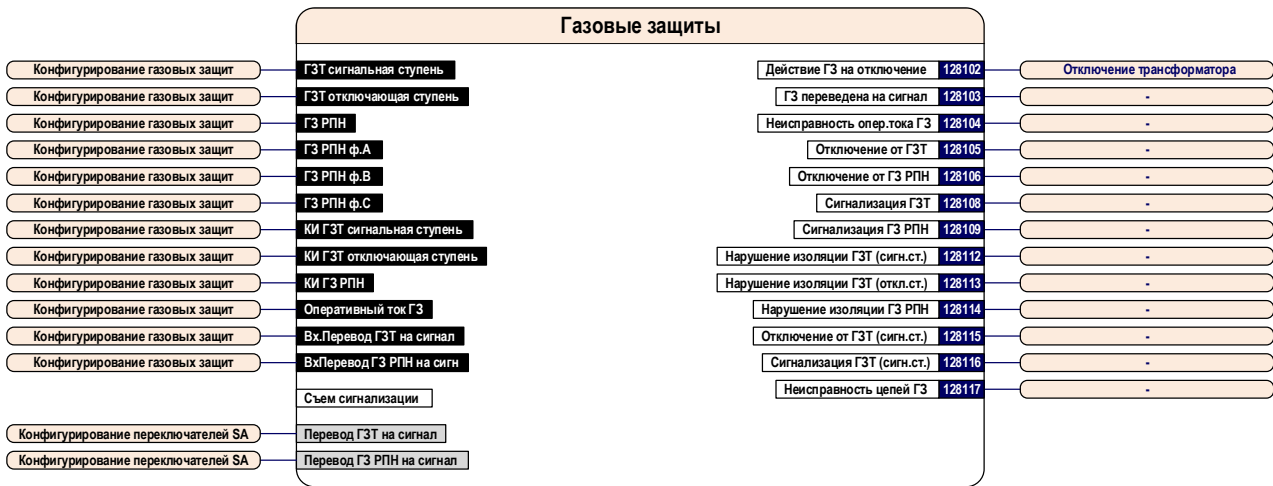 Газовые защиты
Конфигурирование газовых защит ГЗТ сигнальная ступень Действие ГЗ на отключение 128102 Отключение трансформатора
Конфигурирование газовых защит ГЗТ отключающая ступень ГЗ переведена на сигнал 128103 -
Конфигурирование газовых защит ГЗ РПН Неисправность опер.тока ГЗ 128104 -
Конфигурирование газовых защит ГЗ РПН ф.А Отключение от ГЗТ 128105 -
Конфигурирование газовых защит ГЗ РПН ф.В Отключение от ГЗ РПН 128106 -
Конфигурирование газовых защит ГЗ РПН ф.С Сигнализация ГЗТ 128108 -
Конфигурирование газовых защит КИ ГЗТ сигнальная ступень Сигнализация ГЗ РПН 128109 -
Конфигурирование газовых защит КИ ГЗТ отключающая ступень Нарушение изоляции ГЗТ (сигн.ст.) 128112 -
Конфигурирование газовых защит КИ ГЗ РПН Нарушение изоляции ГЗТ (откл.ст.) 128113 -
Конфигурирование газовых защит Оперативный ток ГЗ Нарушение изоляции ГЗ РПН 128114 -
Конфигурирование газовых защит Вх.Перевод ГЗТ на сигнал Отключение от ГЗТ (сигн.ст.) 128115 -
Конфигурирование газовых защит ВхПеревод ГЗ РПН на сигн Сигнализация ГЗТ (сигн.ст.) 128116 -
Неисправность цепей ГЗ 128117 -
Съем сигнализации
Конфигурирование переключателей SA Перевод ГЗТ на сигнал
Конфигурирование переключателей SA Перевод ГЗ РПН на сигнал